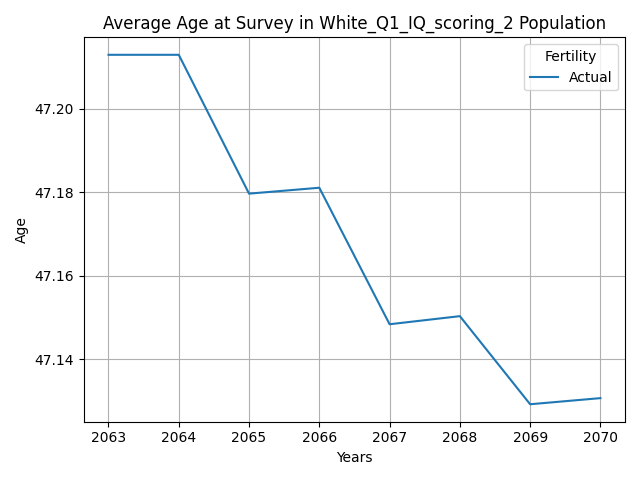 Average Age at Survey in White_Q1_IQ_scoring_2 Population
Fertility
Actual
47.20
47.18
47.16
47.14
Age
2063 2064 2065 2066 2067 2068 2069 2070
Years